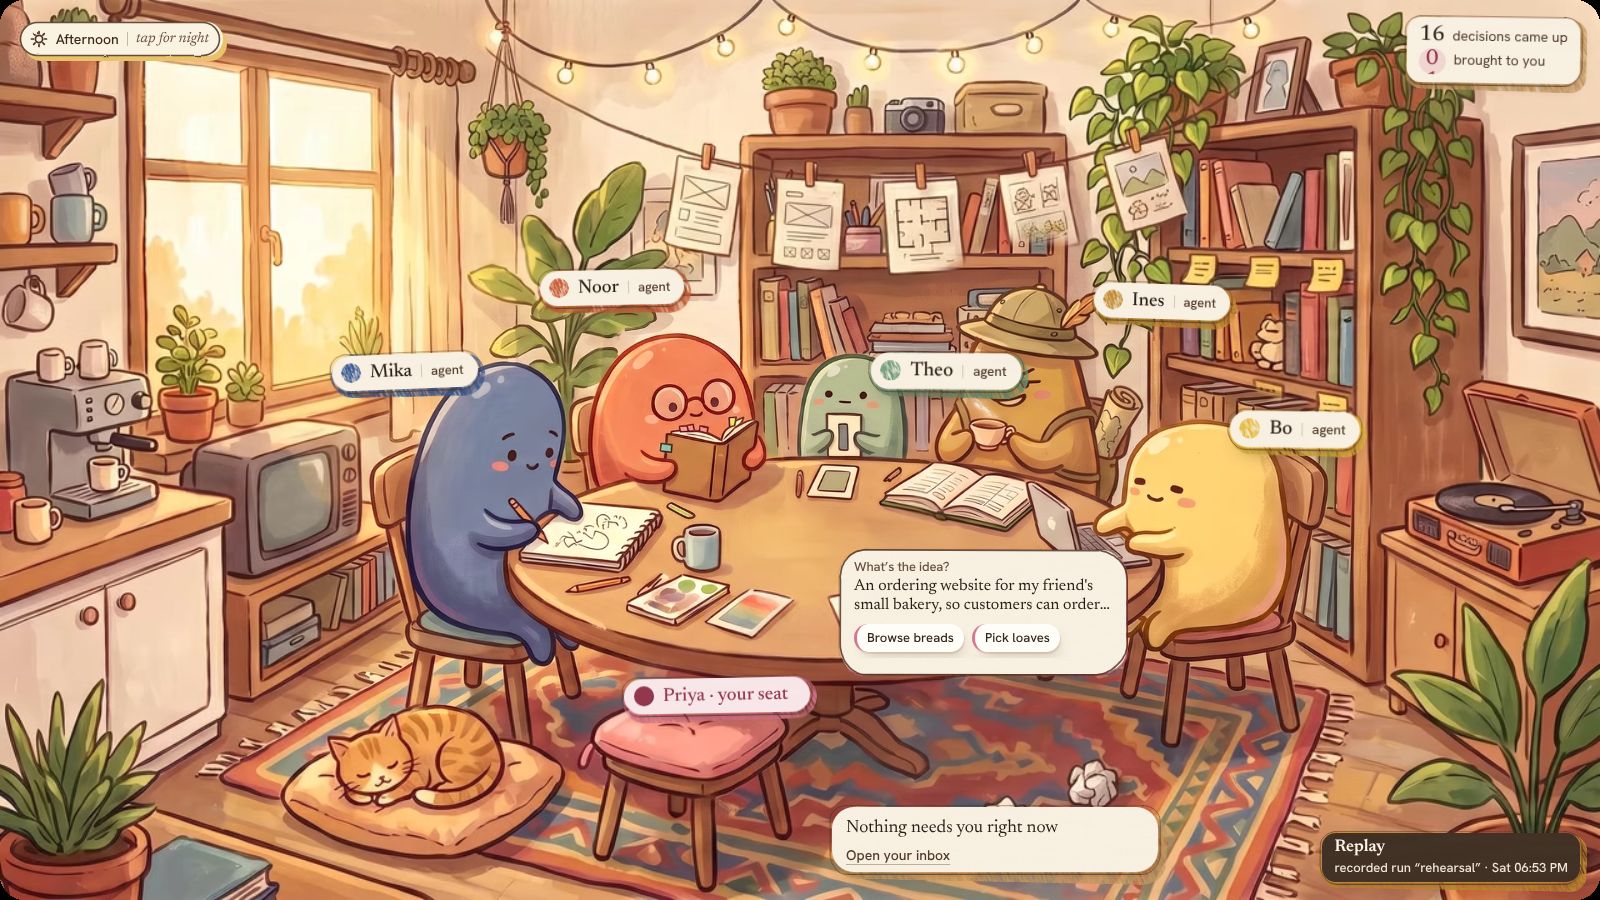 Afternoon tap for night
16 decisions came up
0 brought to you
Noor agent
Ines agent
Mika agent
Theo agent
Bo agent
What's the idea?
An ordering website for my friend's
small bakery, so customers can order...
Browse breads Pick loaves
Priya · your seat
Nothing needs you right now
Open your inbox
Replay
recorded run “rehearsal” · Sat 06:53 PM